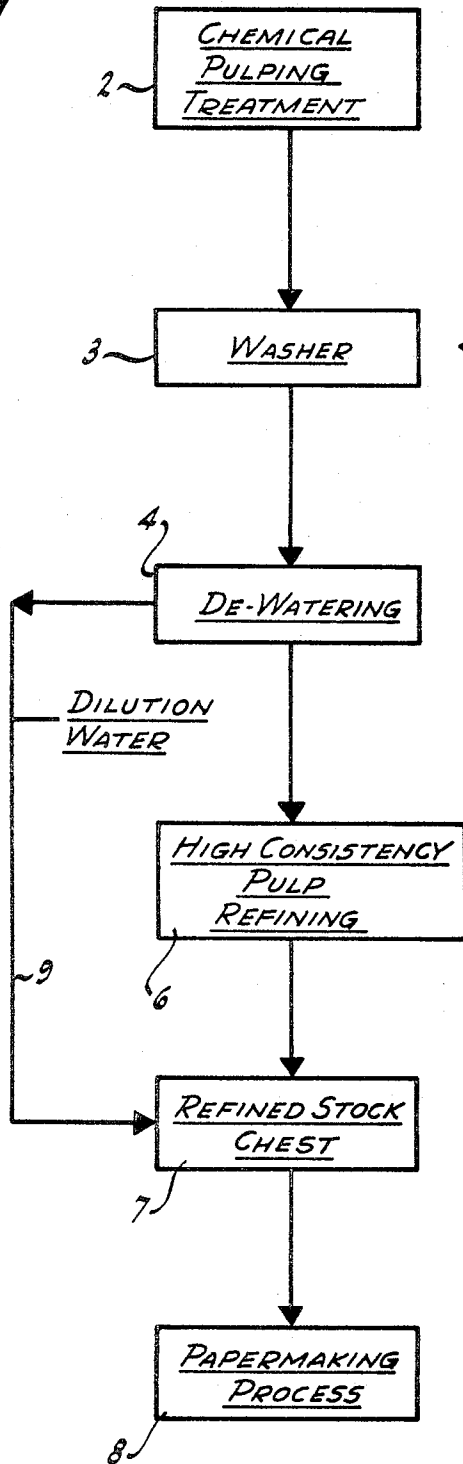 CHEMICAL
PULPING
TREATMENT
2
WASHER
3
4
DE-WATERING
DILUTION
WATER
HIGH CONSISTENCY
PULP
REFINING
9
6
REFINED STOCK
CHEST
7
PAPERMAKING
PROCESS
8